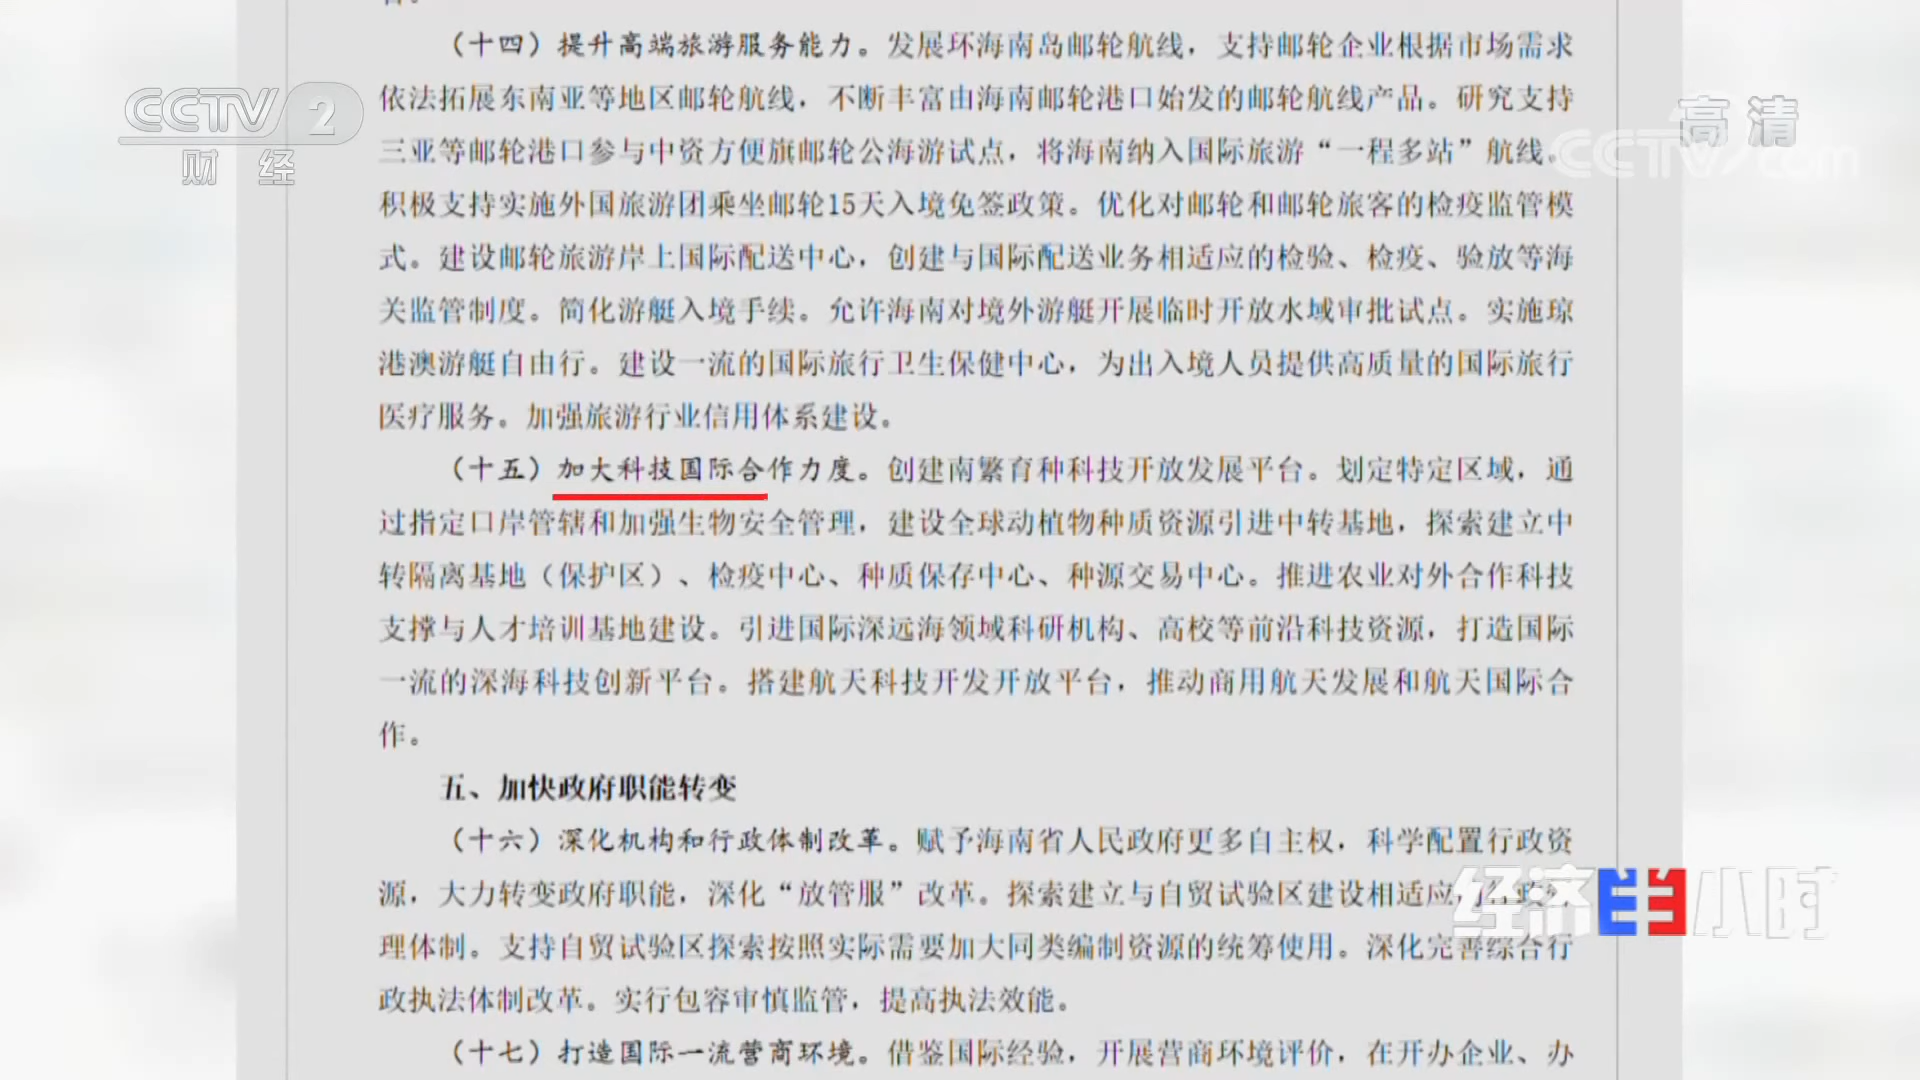 （十四）提升高端旅游服务能力。发展环海南岛邮轮航线，支持邮轮企业根据市场需求
依法拓展东南亚等地区邮轮航线，不断丰富由海南邮轮港口始发的邮轮航线产品。研究支持
三亚等邮轮港口参与中资方便旗邮轮公海游试点，将海南纳入国际旅游“一程多站”航线。
积极支持实施外国旅游团乘坐邮轮15天入境免签政策。优化对邮轮和邮轮旅客的检疫监管模
式。建设邮轮旅游岸上国际配送中心，创建与国际配送业务相适应的检验、检疫、验放等海
关监管制度。简化游艇入境手续。允许海南对境外游艇开展临时开放水域审批试点。实施琼
港澳游艇自由行。建设一流的国际旅行卫生保健中心，为出入境人员提供高质量的国际旅行
医疗服务。加强旅游行业信用体系建设。
（十五）加大科技国际合作力度。创建南繁育种科技开放发展平台。划定特定区域，通
过指定口岸管辖和加强生物安全管理，建设全球动植物种质资源引进中转基地，探索建立中
转隔离基地（保护区）、检疫中心、种质保存中心、种源交易中心。推进农业对外合作科技
支撑与人才培训基地建设。引进国际深远海领域科研机构、高校等前沿科技资源，打造国际
一流的深海科技创新平台。搭建航天科技开发开放平台，推动商用航天发展和航天国际合
作。
五、加快政府职能转变
（十六）深化机构和行政体制改革。赋予海南省人民政府更多自主权，科学配置行政资
源，大力转变政府职能，深化“放管服”改革。探索建立与自贸试验区建设相适应
理体制。支持自贸试验区探索按照实际需要加大同类编制资源的统筹使用。深化完善综合行
政执法体制改革。实行包容审慎监管，提高执法效能。
（十七）打造国际一流营商环境。借鉴国际经验，开展营商环境评价，在开办企业、办
CCTV 2
财经
高清
CCTV.com
经济半小时